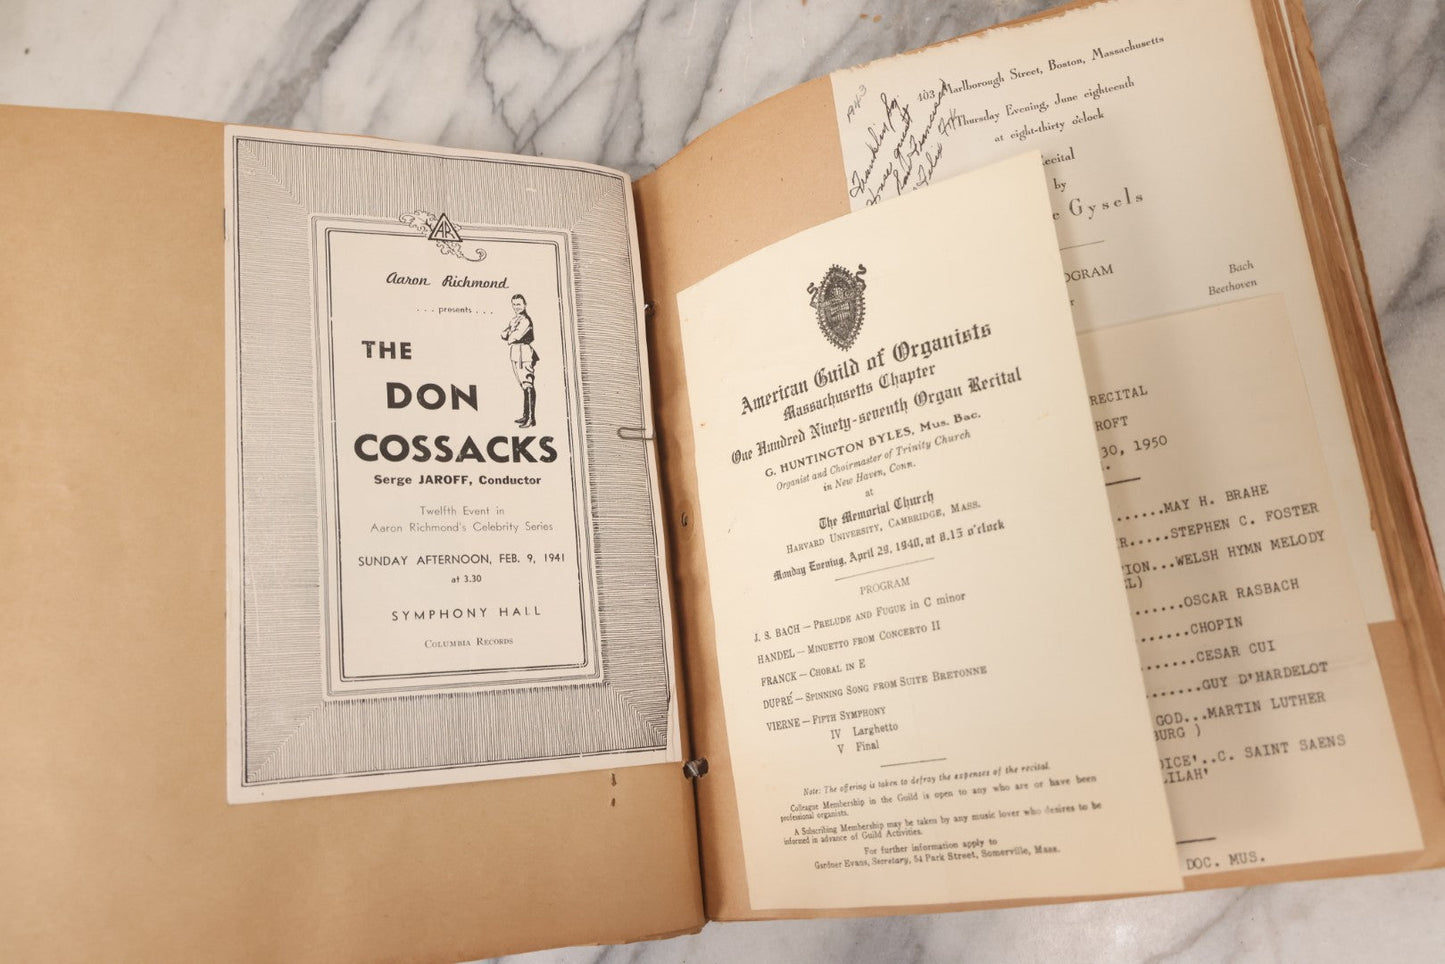 AR
Aaron Richmond
. . . presents . . .
THE
DON
COSSACKS
Serge JAROFF, Conductor
Twelfth Event in
Aaron Richmond's Celebrity Series
SUNDAY AFTERNOON, FEB. 9, 1941
at 3.30
SYMPHONY HALL
COLUMBIA RECORDS
American Guild of Organists
Massachusetts Chapter
One Hundred Ninety-seventh Organ Recital
G. HUNTINGTON BYLES, MUS. BAC.
Organist and Choirmaster of Trinity Church
in New Haven, Conn.
at
The Memorial Church
HARVARD UNIVERSITY, CAMBRIDGE, MASS.
Monday Evening, April 29, 1940, at 8.15 o'clock
PROGRAM
J. S. BACH — PRELUDE AND FUGUE in C minor
HANDEL — MINUETTO FROM CONCERTO II
FRANCK — CHORAL IN E
DUPRÉ — SPINNING SONG FROM SUITE BRETONNE
VIERNE — FIFTH SYMPHONY
IV Larghetto
V Final
Note: The offering is taken to defray the expenses of the recital.
Colleague Membership in the Guild is open to any who are or have been
professional organists.
A Subscribing Membership may be taken by any music lover who desires to be
informed in advance of Guild Activities.
For further information apply to
Gardner Evans, Secretary, 54 Park Street, Somerville, Mass.
1943
Franklin
403 Marlborough Street, Boston, Massachusetts
Thursday Evening, June eighteenth
at eight-thirty o'clock
Recital
by
Gysels
OGRAM
Bach
Beethoven
RECITAL
ROFT
30, 1950
......MAY H. BRAHE
R.....STEPHEN C. FOSTER
ION...WELSH HYMN MELODY
EL)
.......OSCAR RASBACH
.......CHOPIN
.......CESAR CUI
.......GUY D'HARDELOT
GOD...MARTIN LUTHER
BURG )
OICE'..C. SAINT SAENS
LILAH'
DOC. MUS.